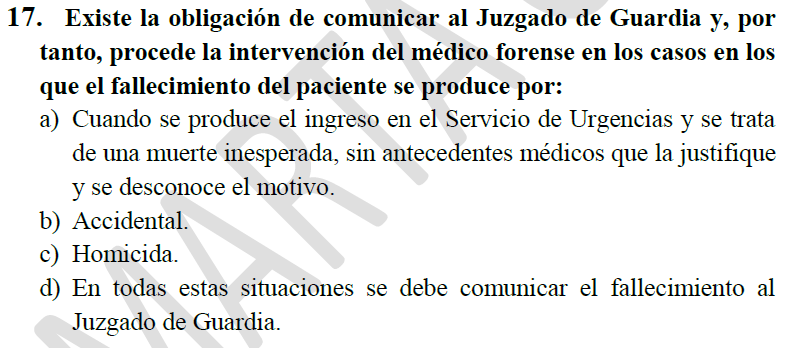 17. Existe la obligación de comunicar al Juzgado de Guardia y, por
tanto, procede la intervención del médico forense en los casos en los
que el fallecimiento del paciente se produce por:
a) Cuando se produce el ingreso en el Servicio de Urgencias y se trata
de una muerte inesperada, sin antecedentes médicos que la justifique
y se desconoce el motivo.
b) Accidental.
c) Homicida.
d) En todas estas situaciones se debe comunicar el fallecimiento al
Juzgado de Guardia.
MARTA